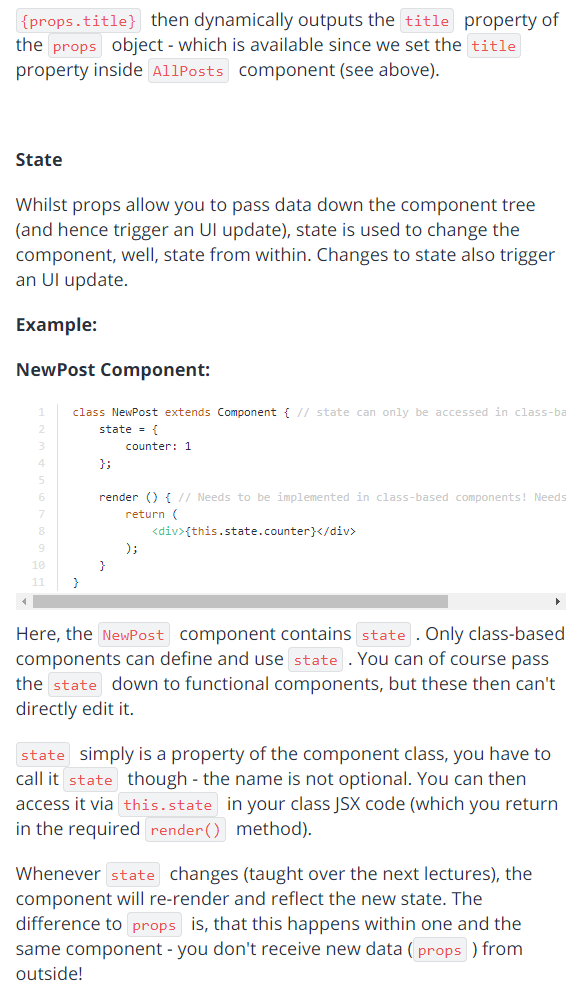 {props.title} then dynamically outputs the title property of
the props object - which is available since we set the title
property inside AllPosts component (see above).
State
Whilst props allow you to pass data down the component tree
(and hence trigger an UI update), state is used to change the
component, well, state from within. Changes to state also trigger
an UI update.
Example:
NewPost Component:
1 class NewPost extends Component { // state can only be accessed in class-ba
2 state = {
3 counter: 1
4 };
5
6 render () { // Needs to be implemented in class-based components! Needs
7 return (
8 <div>{this.state.counter}</div>
9 );
10 }
11 }
Here, the NewPost component contains state . Only class-based
components can define and use state . You can of course pass
the state down to functional components, but these then can't
directly edit it.
state simply is a property of the component class, you have to
call it state though - the name is not optional. You can then
access it via this.state in your class JSX code (which you return
in the required render() method).
Whenever state changes (taught over the next lectures), the
component will re-render and reflect the new state. The
difference to props is, that this happens within one and the
same component - you don't receive new data ( props ) from
outside!